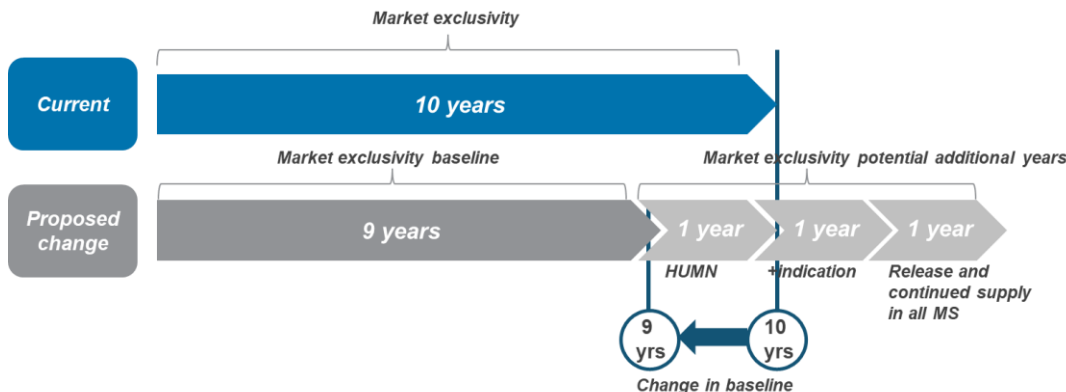 Market exclusivity
Current
10 years
Market exclusivity baseline
Market exclusivity potential additional years
Proposed
change
9 years
1 year
1 year
1 year
HUMN
+indication
Release and
continued supply
in all MS
9
yrs
10
yrs
Change in baseline